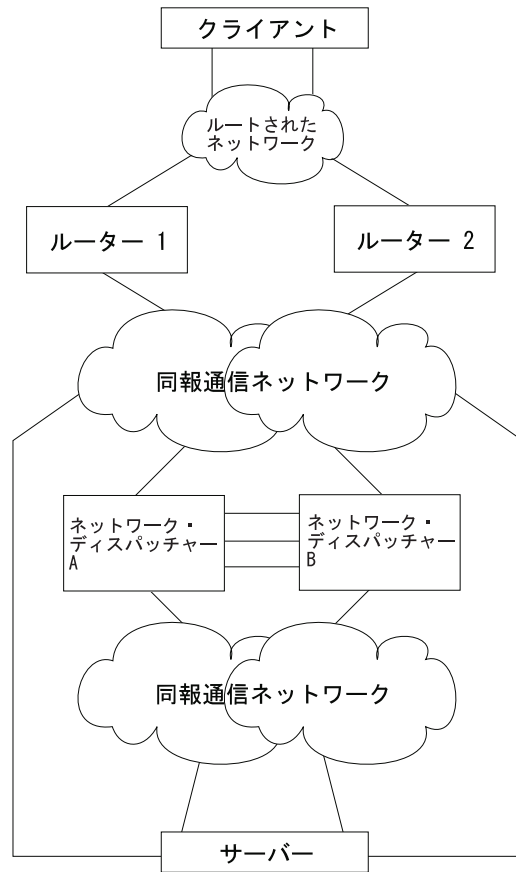 クライアント
ルートされた
ネットワーク
ルーター 1
ルーター 2
同報通信ネットワーク
ネットワーク・
ディスパッチャー
A
ネットワーク・
ディスパッチャー
B
同報通信ネットワーク
サーバー